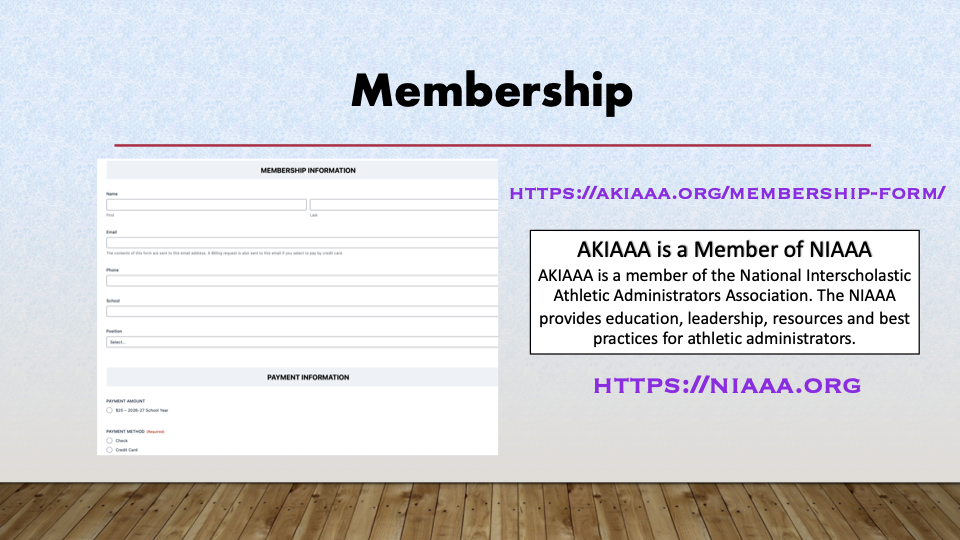 Membership
MEMBERSHIP INFORMATION
Name
First
Last
Email
The contents of this form are sent to this email address. A Billing request is also sent to this email if you select to pay by credit card
Phone
School
Position
Select...
PAYMENT INFORMATION
PAYMENT AMOUNT
$25 – 2026-27 School Year
PAYMENT METHOD (Required)
Check
Credit Card
HTTPS://AKIAAA.ORG/MEMBERSHIP-FORM/
AKIAAA is a Member of NIAAA
AKIAAA is a member of the National Interscholastic
Athletic Administrators Association. The NIAAA
provides education, leadership, resources and best
practices for athletic administrators.
HTTPS://NIAAA.ORG